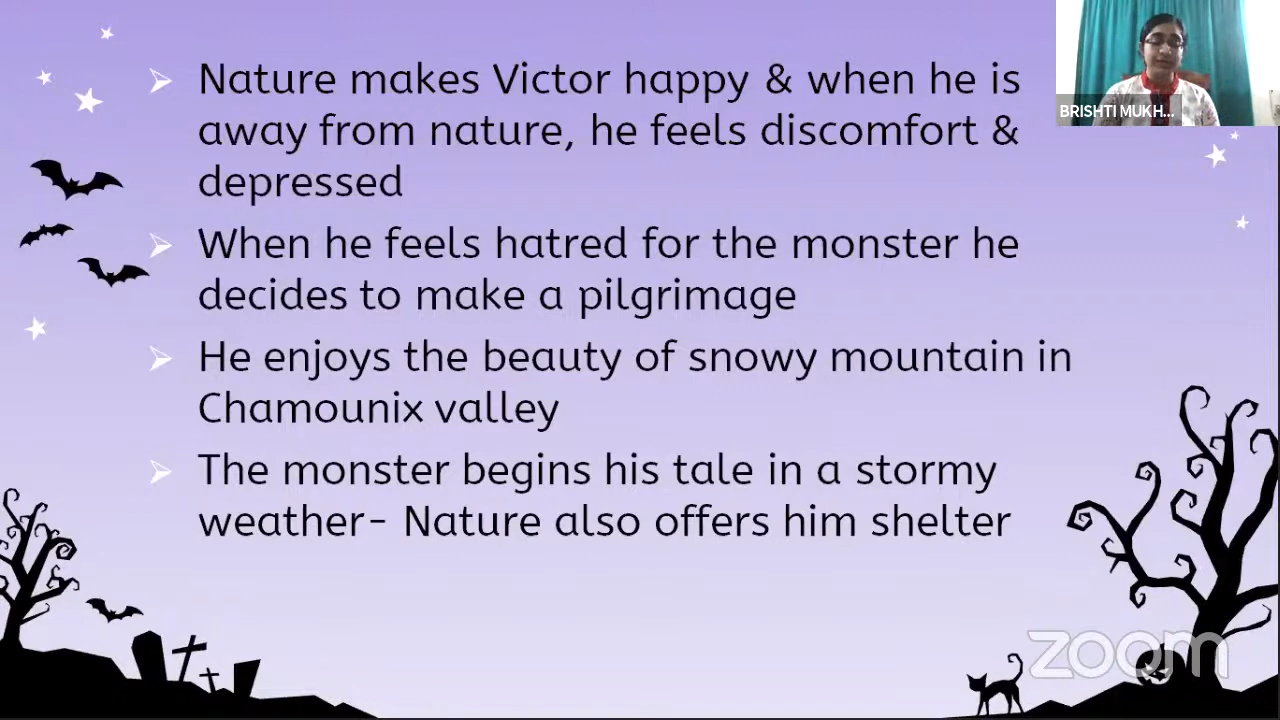 Nature makes Victor happy & when he is
away from nature, he feels discomfort &
depressed
When he feels hatred for the monster he
decides to make a pilgrimage
He enjoys the beauty of snowy mountain in
Chamounix valley
The monster begins his tale in a stormy
weather- Nature also offers him shelter
BRISHTI MUKH...
zoom